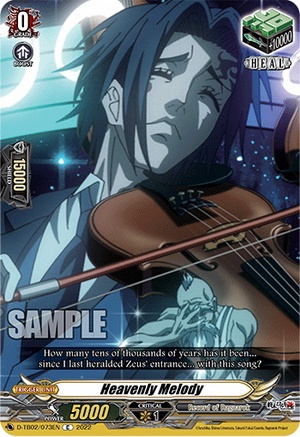 0
GRADE
BOOST
+10000
HEAL
15000
SHIELD
SAMPLE
How many tens of thousands of years has it been...
since I last heralded Zeus' entrance... with this song?
TRIGGER UNIT
Heavenly Melody
D-TB02/073EN C 2022
POWER 5000
CRITICAL
1
Record of Ragnarok